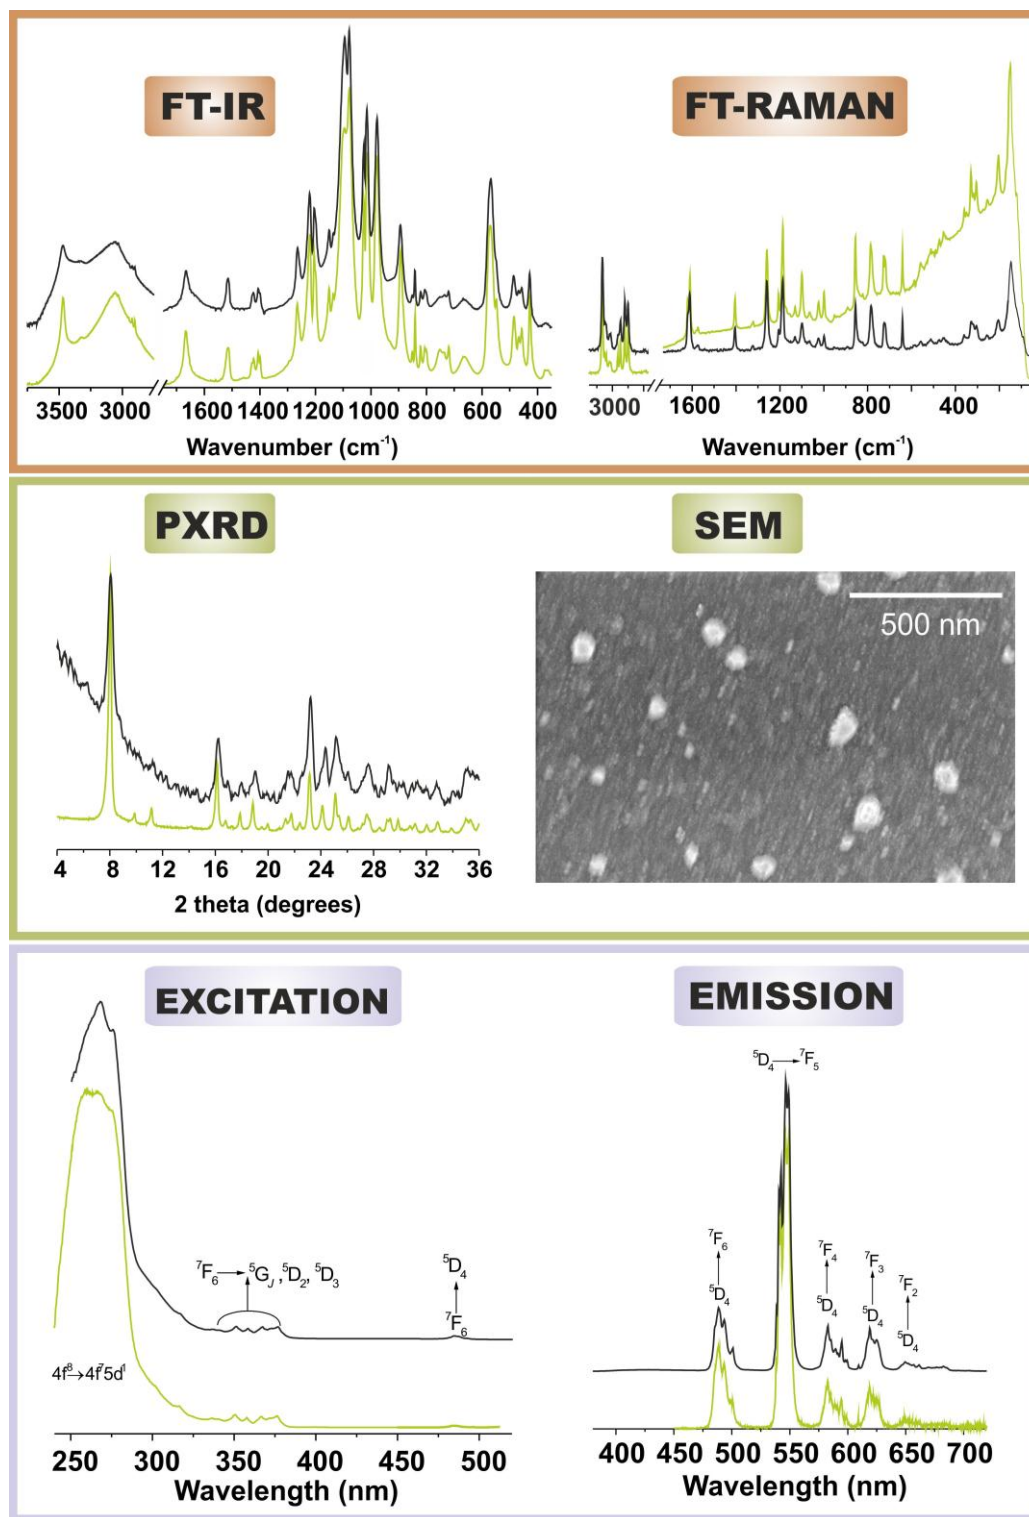 FT-IR
FT-RAMAN
3500 3000 1600 1400 1200 1000 800 600 400
Wavenumber (cm⁻¹)
3000 1600 1200 800 400
Wavenumber (cm⁻¹)
PXRD
SEM
500 nm
4 8 12 16 20 24 28 32 36
2 theta (degrees)
EXCITATION
EMISSION
⁵D₄→⁷F₅
⁷F₆→⁵G_J,⁵D₂,⁵D₃
⁵D₄
⁷F₆
4f⁸→4f⁷5d¹
⁷F₆
⁵D₄
⁷F₄
⁵D₄
⁷F₃
⁵D₄
⁷F₂
⁵D₄
250 300 350 400 450 500
Wavelength (nm)
400 450 500 550 600 650 700
Wavelength (nm)